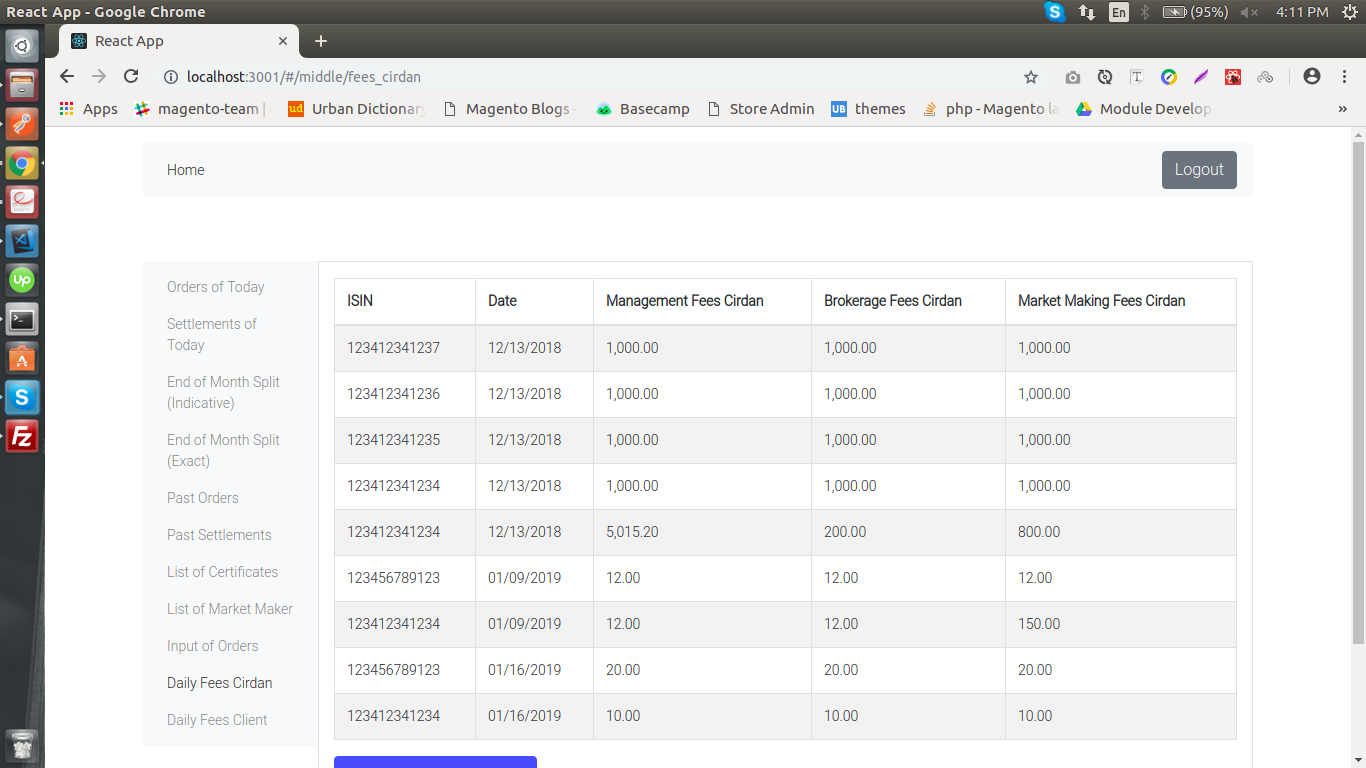 React App - Google Chrome
En
(95%)
4:11 PM
React App
localhost:3001/#/middle/fees_cirdan
Apps
magento-team |
ud
Urban Dictionar
Magento Blogs -
Basecamp
Store Admin
UB
themes
php - Magento la
Module Develop
»
Home
Logout
Orders of Today
Settlements of
Today
End of Month Split
(Indicative)
End of Month Split
(Exact)
Past Orders
Past Settlements
List of Certificates
List of Market Maker
Input of Orders
Daily Fees Cirdan
Daily Fees Client
ISIN Date Management Fees Cirdan Brokerage Fees Cirdan Market Making Fees Cirdan
123412341237 12/13/2018 1,000.00 1,000.00 1,000.00
123412341236 12/13/2018 1,000.00 1,000.00 1,000.00
123412341235 12/13/2018 1,000.00 1,000.00 1,000.00
123412341234 12/13/2018 1,000.00 1,000.00 1,000.00
123412341234 12/13/2018 5,015.20 200.00 800.00
123456789123 01/09/2019 12.00 12.00 12.00
123412341234 01/09/2019 12.00 12.00 150.00
123456789123 01/16/2019 20.00 20.00 20.00
123412341234 01/16/2019 10.00 10.00 10.00